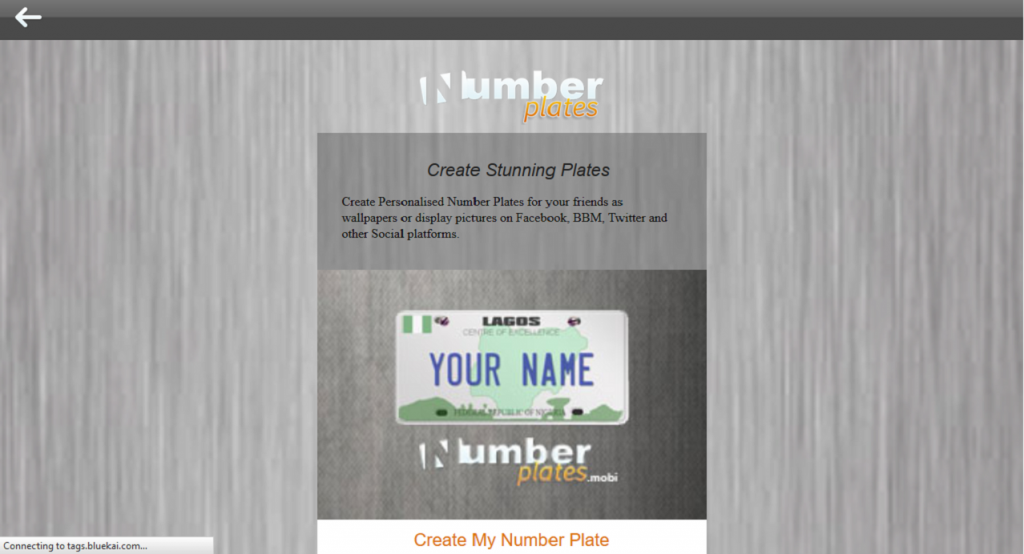 Number
plates
Create Stunning Plates
Create Personalised Number Plates for your friends as
wallpapers or display pictures on Facebook, BBM, Twitter and
other Social platforms.
LAGOS
CENTRE OF EXCELLENCE
YOUR NAME
FEDERAL REPUBLIC OF NIGERIA
Number
plates.mobi
Create My Number Plate
Connecting to tags.bluekai.com...